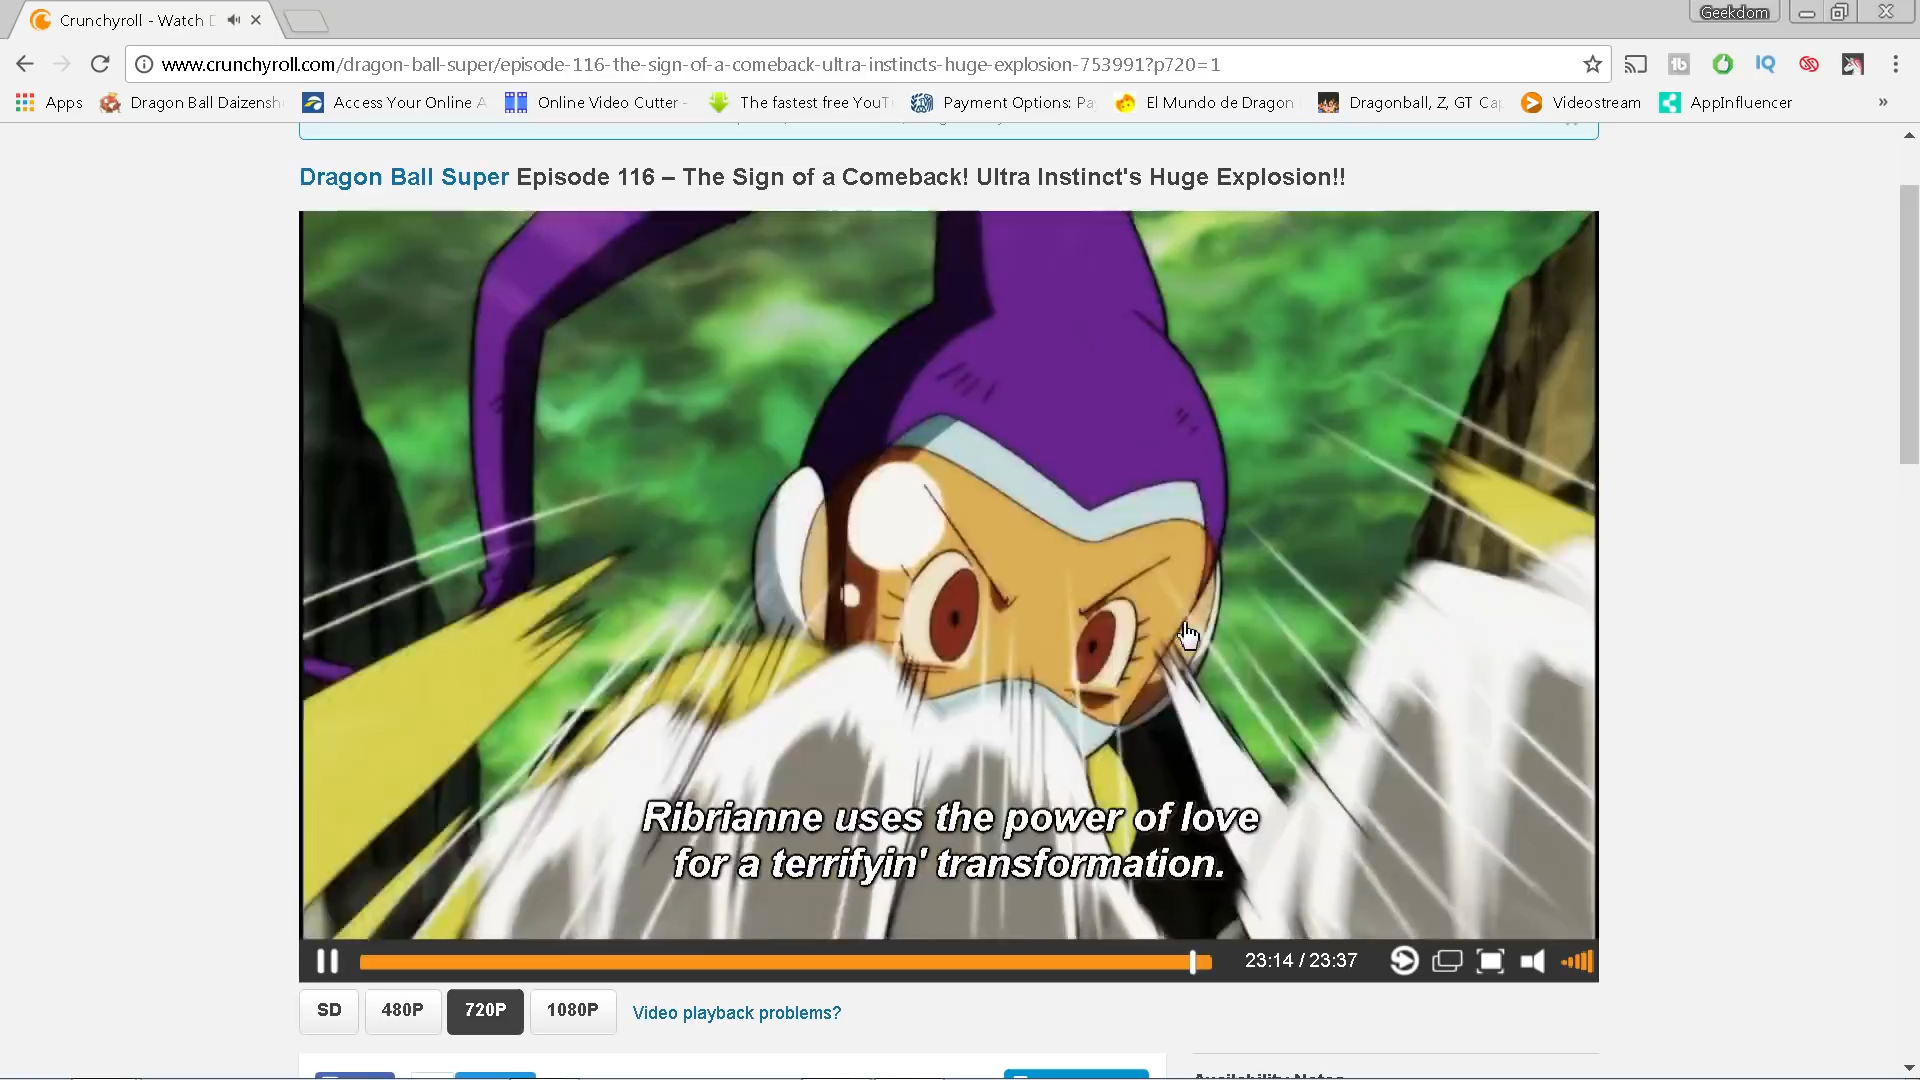 Crunchyroll - Watch D
Geekdom
www.crunchyroll.com/dragon-ball-super/episode-116-the-sign-of-a-comeback-ultra-instincts-huge-explosion-753991?p720=1
Apps Dragon Ball Daizensh Access Your Online A Online Video Cutter - The fastest free YouT Payment Options: Pa El Mundo de Dragon Dragonball, Z, GT Cap Videostream AppInfluencer »
Dragon Ball Super Episode 116 – The Sign of a Comeback! Ultra Instinct's Huge Explosion!!
Ribrianne uses the power of love
for a terrifyin' transformation.
23:14 / 23:37
SD 480P 720P 1080P Video playback problems?
Availability Notes